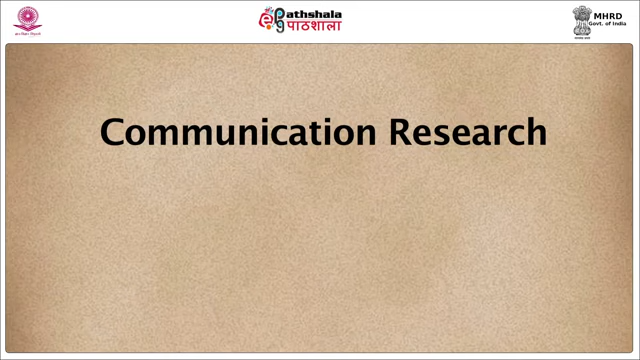 Pathshala
पाठशाला
MHRD
Govt. of India
Communication Research